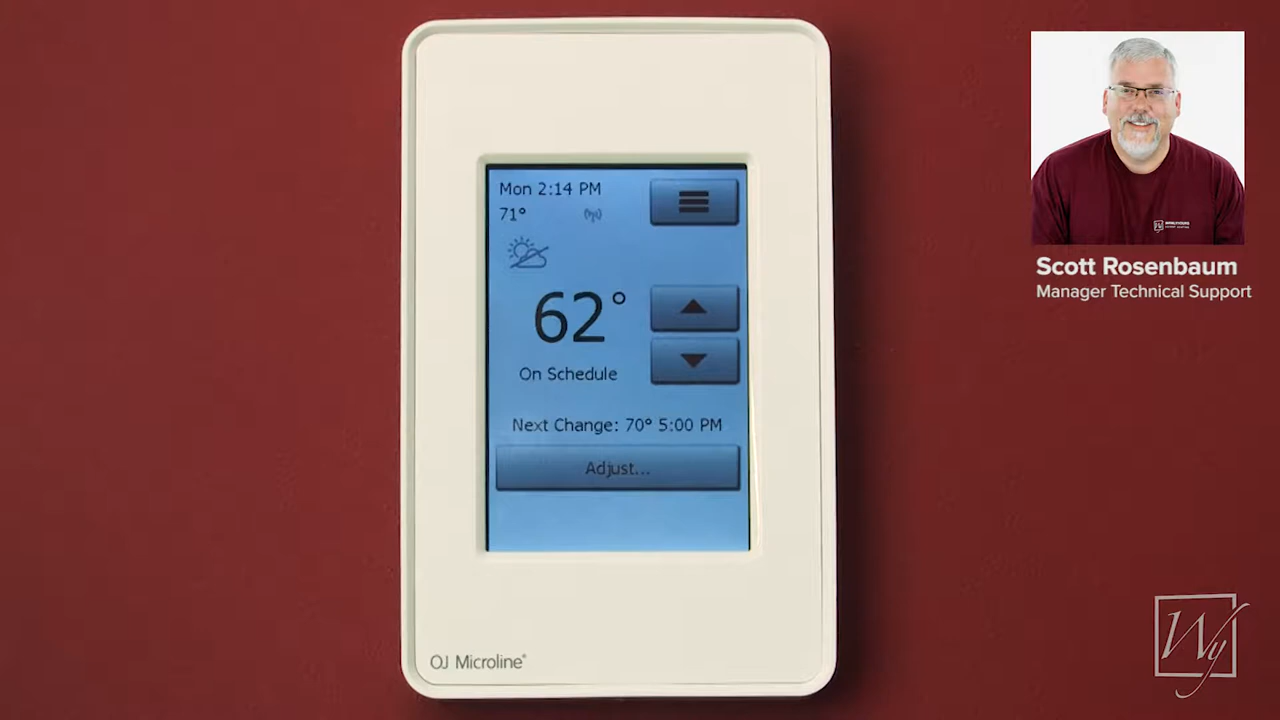 Mon 2:14 PM
71°
62°
On Schedule
Next Change: 70° 5:00 PM
Adjust...
OJ Microline®
Scott Rosenbaum
Manager Technical Support
Wy